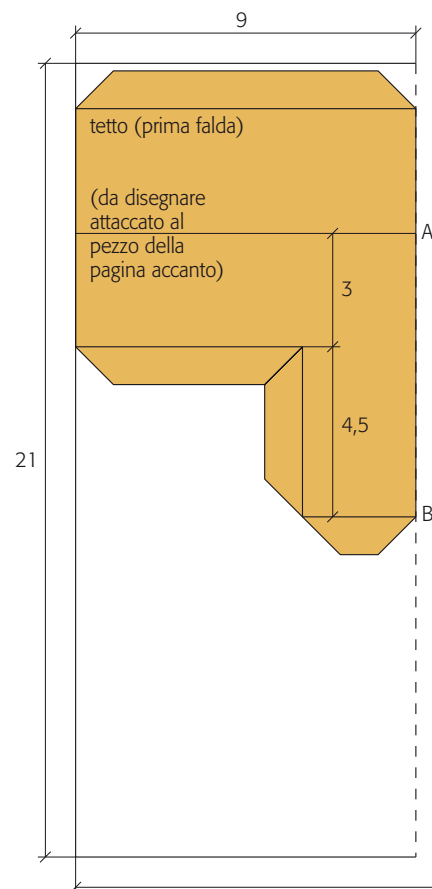 9
tetto (prima falda)
(da disegnare
attaccato al
pezzo della
pagina accanto)
A
3
4,5
21
B